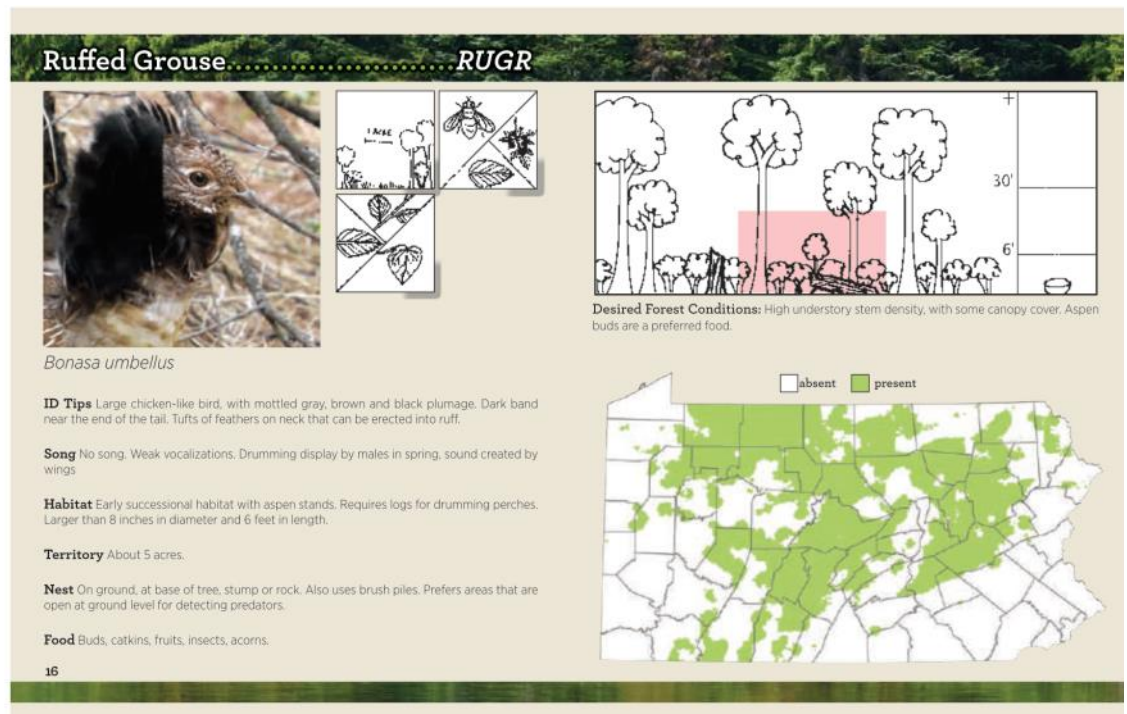 Ruffed Grouse.........................RUGR
1 ACRE
Bonasa umbellus
ID Tips Large chicken-like bird, with mottled gray, brown and black plumage. Dark band
near the end of the tail. Tufts of feathers on neck that can be erected into ruff.
Song No song. Weak vocalizations. Drumming display by males in spring, sound created by
wings
Habitat Early successional habitat with aspen stands. Requires logs for drumming perches.
Larger than 8 inches in diameter and 6 feet in length.
Territory About 5 acres.
Nest On ground, at base of tree, stump or rock. Also uses brush piles. Prefers areas that are
open at ground level for detecting predators.
Food Buds, catkins, fruits, insects, acorns.
16
+
30'
6'
Desired Forest Conditions: High understory stem density, with some canopy cover. Aspen
buds are a preferred food.
absent present